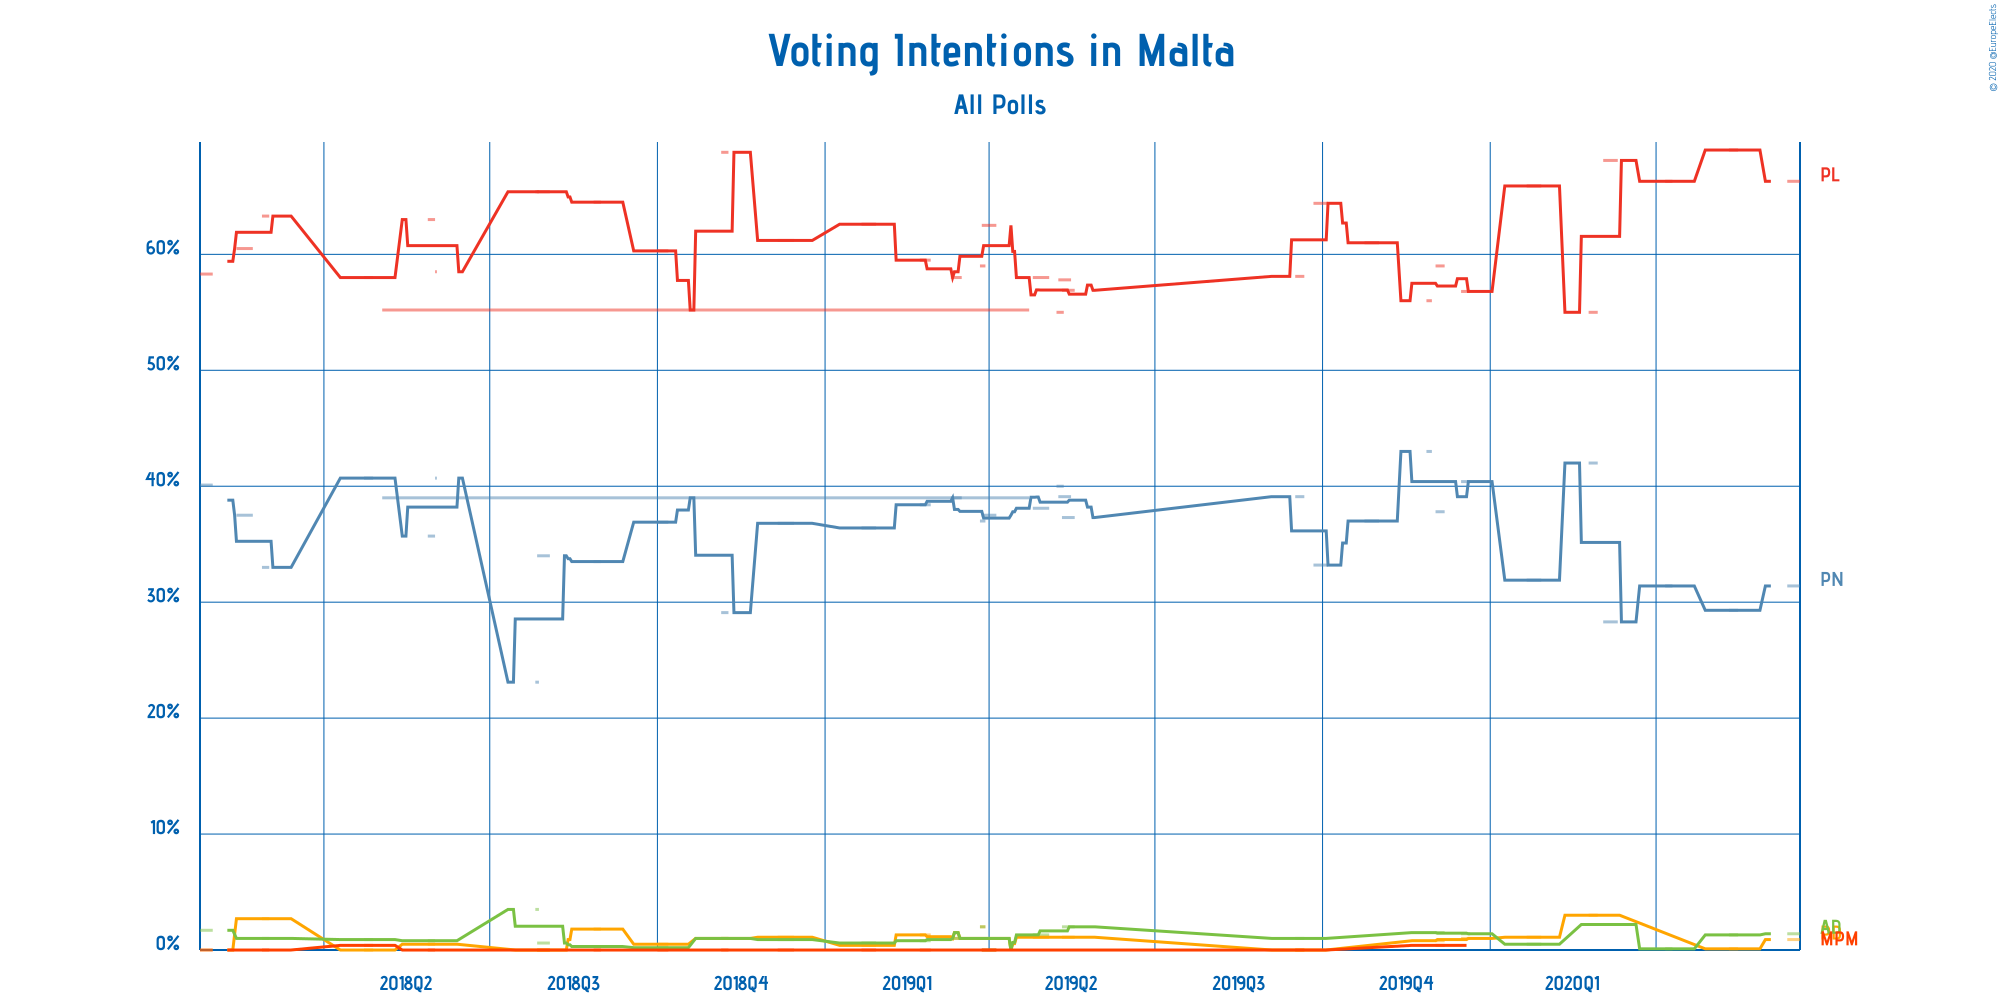 © 2020 @EuropeElects
Voting Intentions in Malta
All Polls
PL
60%
50%
40%
PN
30%
20%
10%
AD
0%
MPM
2018Q2 2018Q3 2018Q4 2019Q1 2019Q2 2019Q3 2019Q4 2020Q1